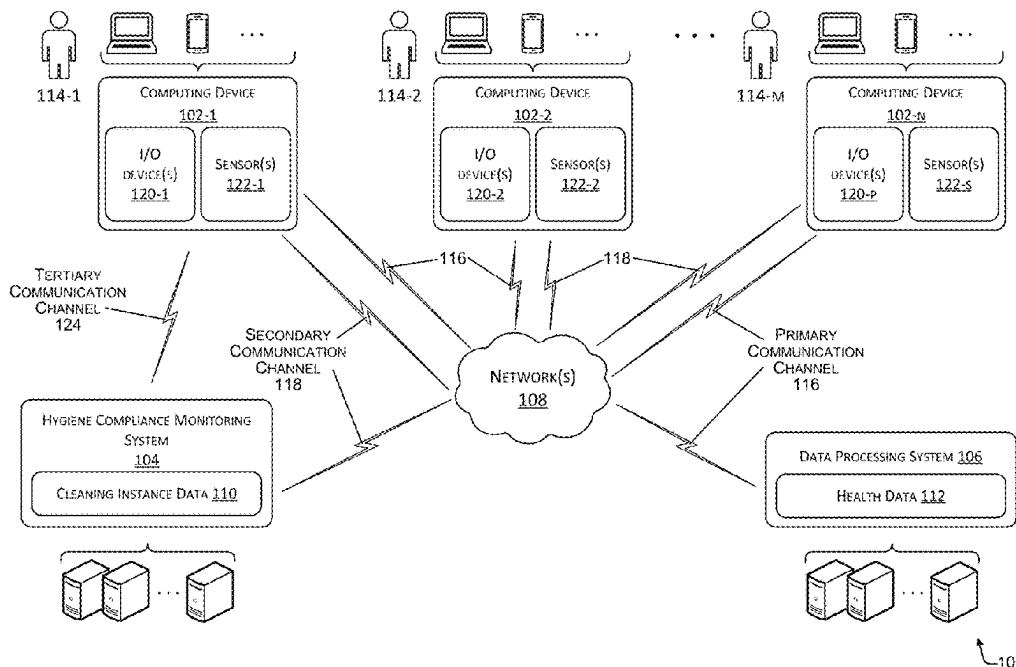 114-1
114-2
114-M
COMPUTING DEVICE
102-1
I/O
DEVICE(S)
120-1
SENSOR(S)
122-1
COMPUTING DEVICE
102-2
I/O
DEVICE(S)
120-2
SENSOR(S)
122-2
COMPUTING DEVICE
102-N
I/O
DEVICE(S)
120-P
SENSOR(S)
122-S
116
118
TERTIARY
COMMUNICATION
CHANNEL
124
SECONDARY
COMMUNICATION
CHANNEL
118
NETWORK(S)
108
PRIMARY
COMMUNICATION
CHANNEL
116
HYGIENE COMPLIANCE MONITORING
SYSTEM
104
CLEANING INSTANCE DATA 110
DATA PROCESSING SYSTEM 106
HEALTH DATA 112
10